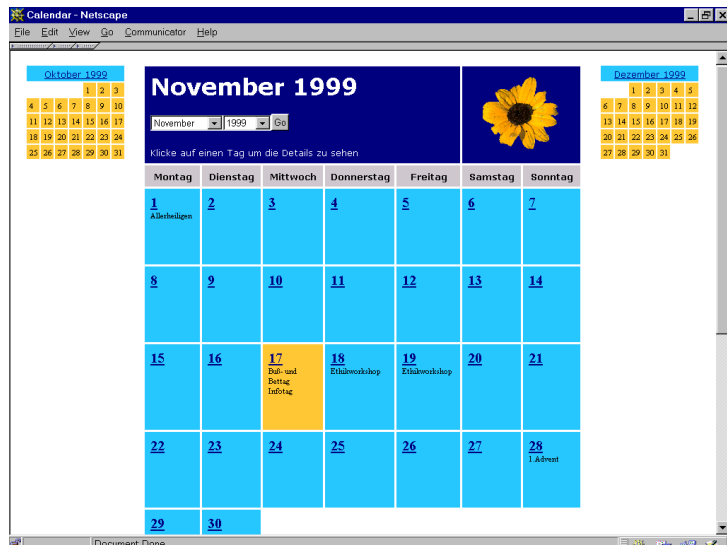 Calendar - Netscape
File Edit View Go Communicator Help
Oktober 1999
1 2 3
4 5 6 7 8 9 10
11 12 13 14 15 16 17
18 19 20 21 22 23 24
25 26 27 28 29 30 31
November 1999
November 1999 Go
Klicke auf einen Tag um die Details zu sehen
Dezember 1999
1 2 3 4 5
6 7 8 9 10 11 12
13 14 15 16 17 18 19
20 21 22 23 24 25 26
27 28 29 30 31
Montag Dienstag Mittwoch Donnerstag Freitag Samstag Sonntag
1 2 3 4 5 6 7
Allerheiligen
8 9 10 11 12 13 14
15 16 17 18 19 20 21
Buß- und Ethikworkshop Ethikworkshop
Bettag
Infotag
22 23 24 25 26 27 28
1.Advent
29 30
Document Done